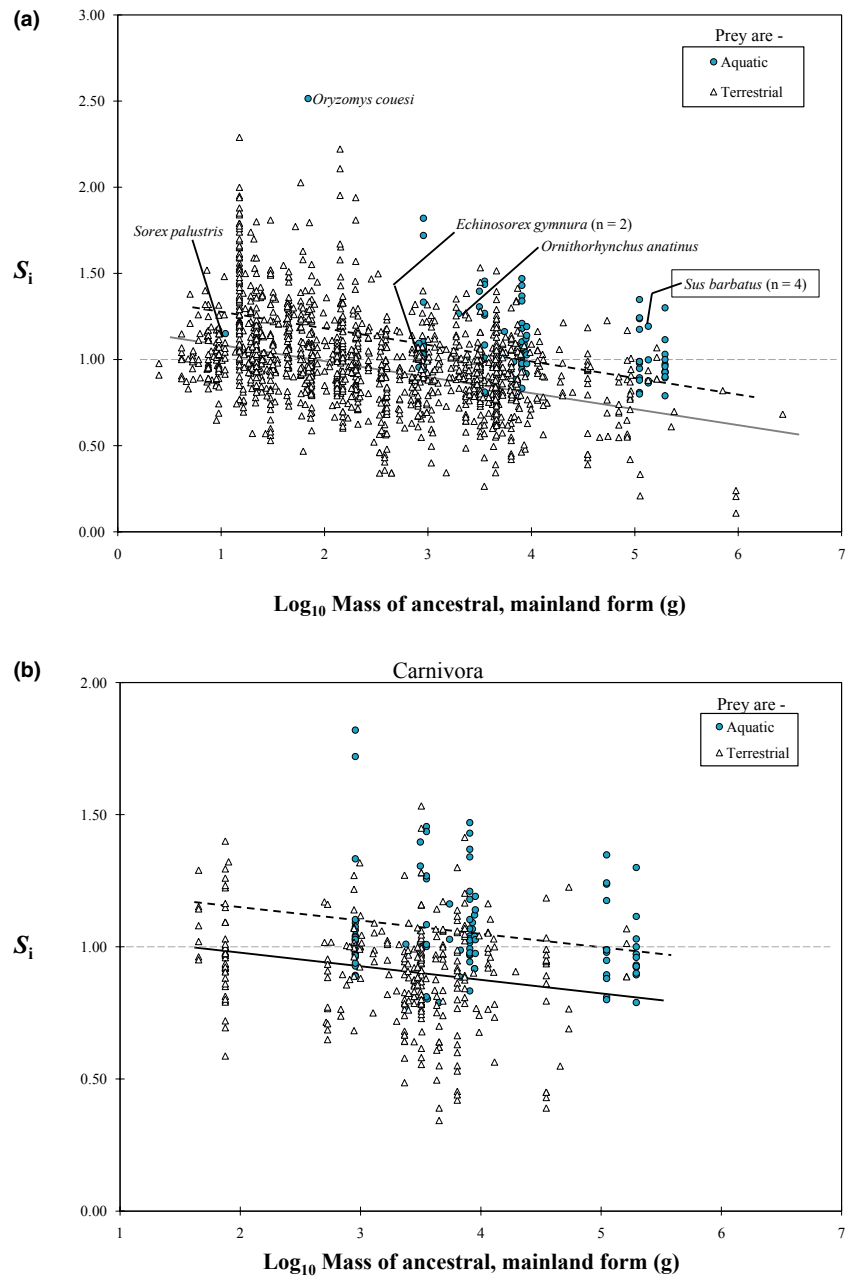 (a)
3.00
Prey are -
Aquatic
Terrestrial
2.50
Oryzomys couesi
2.00
Sorex palustris
Echinosorex gymnura (n = 2)
Ornithorhynchus anatinus
Si
1.50
Sus barbatus (n = 4)
1.00
0.50
0.00
0 1 2 3 4 5 6 7
Log10 Mass of ancestral, mainland form (g)
(b)
Carnivora
2.00
Prey are -
Aquatic
Terrestrial
1.50
Si
1.00
0.50
0.00
1 2 3 4 5 6 7
Log10 Mass of ancestral, mainland form (g)